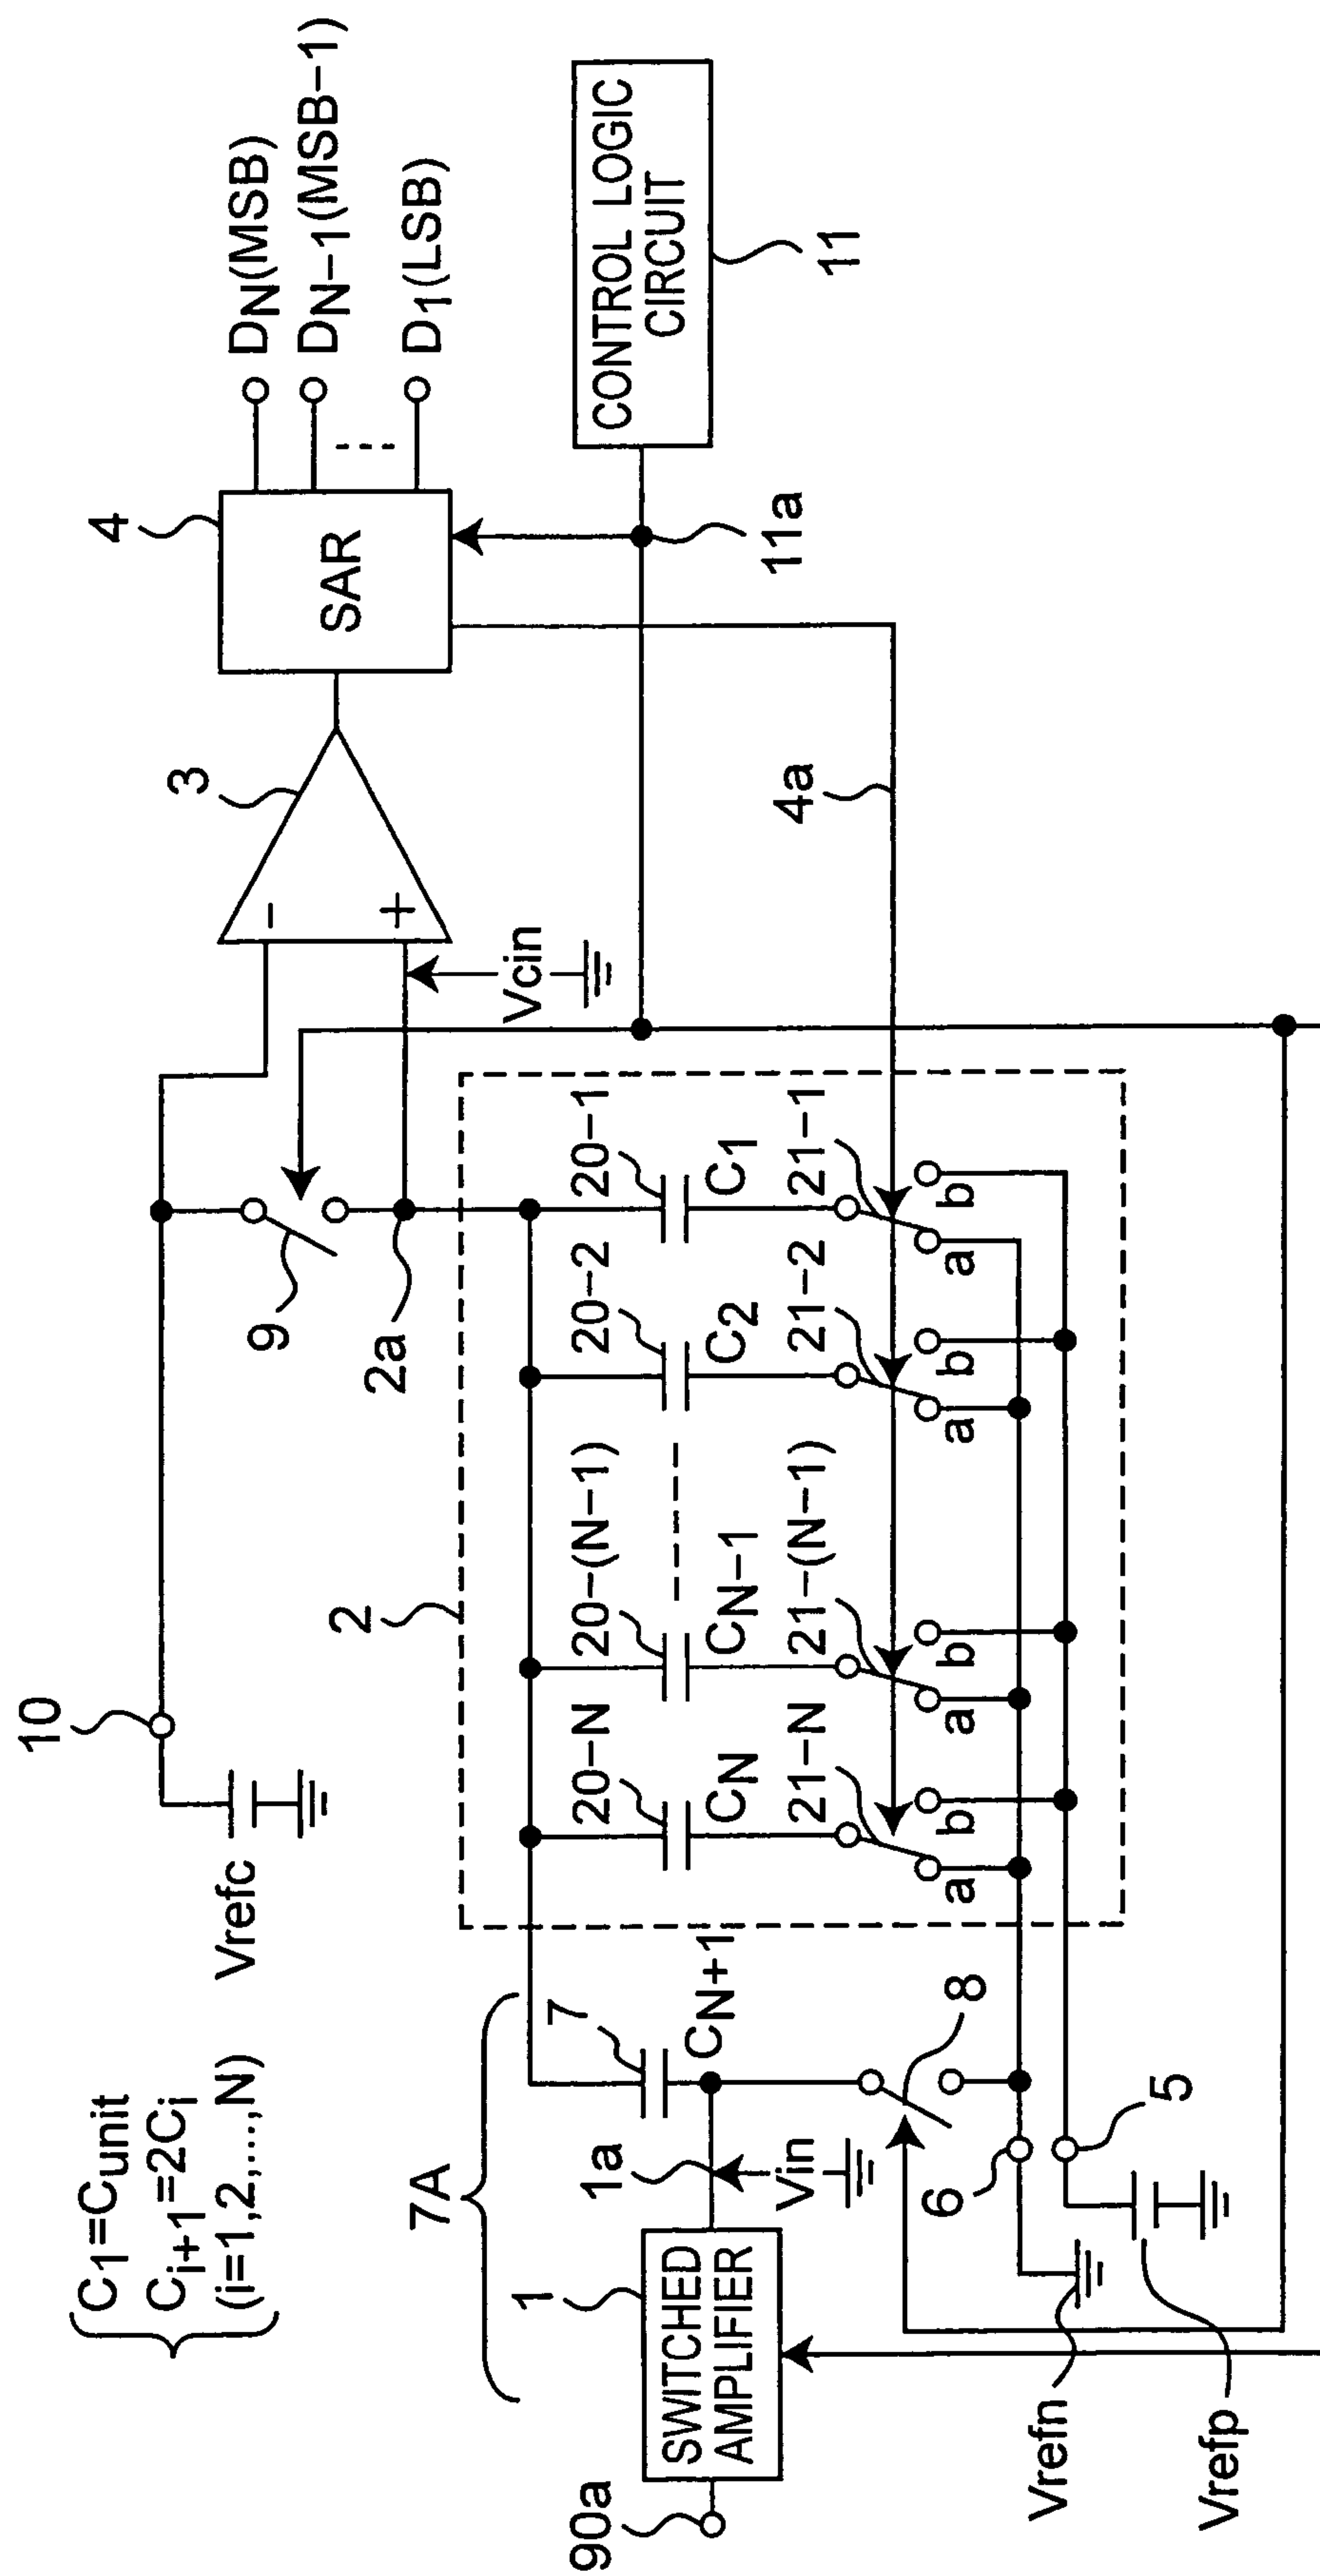 C1=Cunit
Ci+1=2Ci
(i=1,2,...,N)
10
Vrefc
9
2a
3
-
+
Vcin
4
SAR
DN(MSB)
DN-1(MSB-1)
D1(LSB)
CONTROL LOGIC
CIRCUIT
11
11a
4a
7A
7
CN+1
2
20-N
CN
20-(N-1)
CN-1
20-2
C2
20-1
C1
21-N
21-(N-1)
21-2
21-1
a
b
a
b
a
b
a
b
1
SWITCHED
AMPLIFIER
90a
1a
Vin
8
6
5
Vrefn
Vrefp